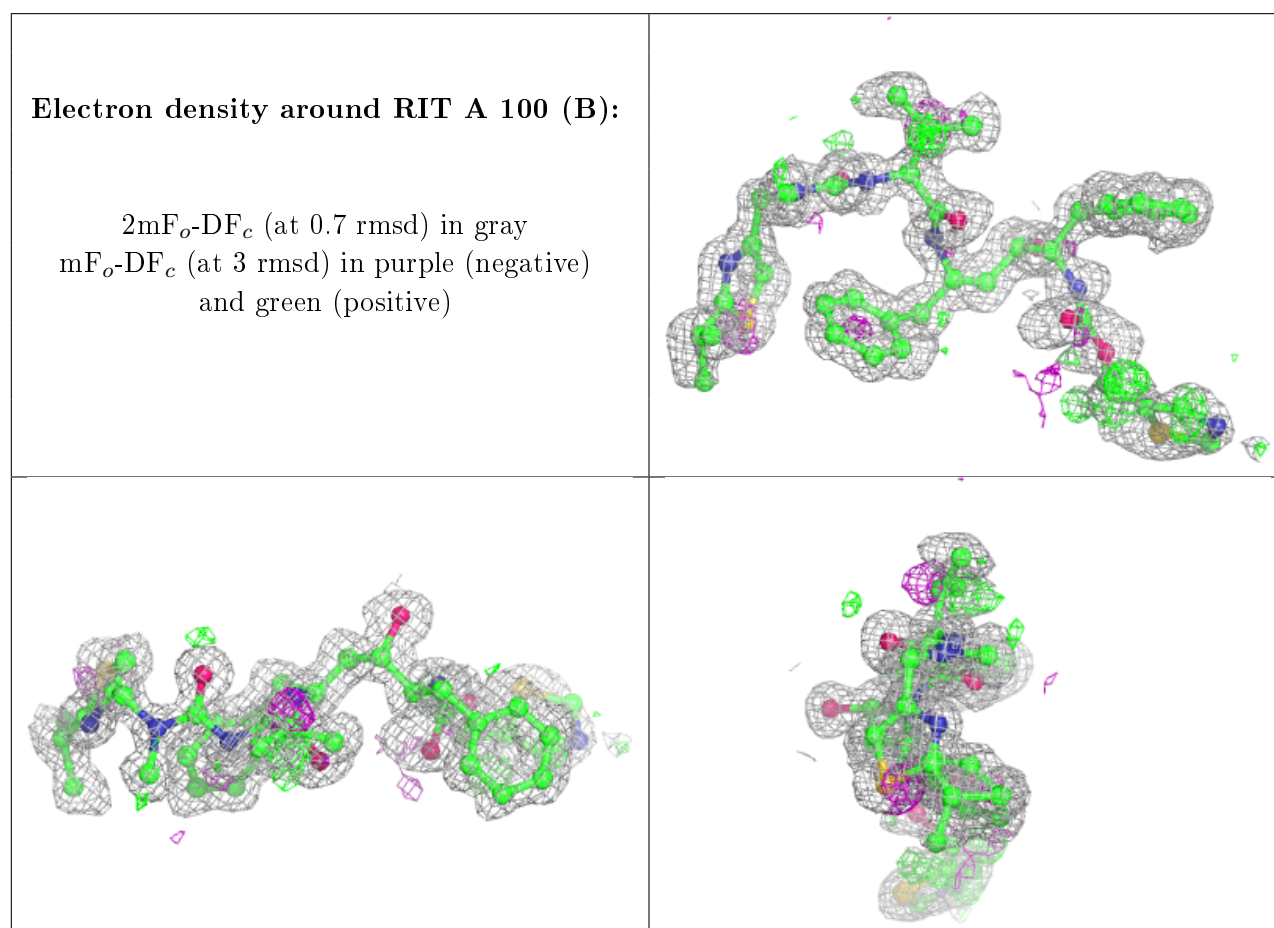 Electron density around RIT A 100 (B):
2mFo-DFc (at 0.7 rmsd) in gray
mFo-DFc (at 3 rmsd) in purple (negative)
and green (positive)